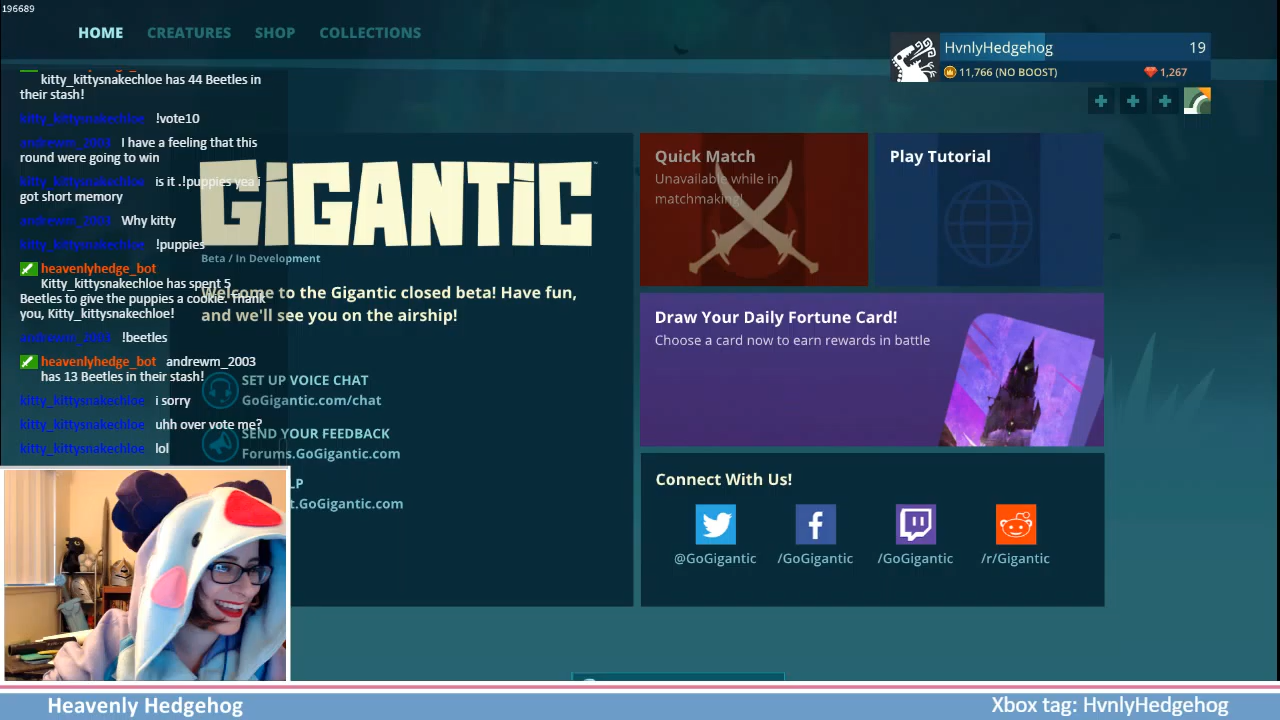 196689
HOME CREATURES SHOP COLLECTIONS
HvnlyHedgehog 19
11,766 (NO BOOST) 1,267
kitty_kittysnakechloe has 44 Beetles in
their stash!
kitty_kittysnakechloe !vote10
andrewm_2003 I have a feeling that this
round were going to win
kitty_kittysnakechloe is it .!puppies yea i
got short memory
andrewm_2003 Why kitty
kitty_kittysnakechloe !puppies
heavenlyhedge_bot
Kitty_kittysnakechloe has spent 5
Beetles to give the puppies a cookie. Thank
you, Kitty_kittysnakechloe!
andrewm_2003 !beetles
heavenlyhedge_bot andrewm_2003
has 13 Beetles in their stash!
kitty_kittysnakechloe i sorry
kitty_kittysnakechloe uhh over vote me?
kitty_kittysnakechloe lol
GIGANTIC™
Beta / In Development
Welcome to the Gigantic closed beta! Have fun,
and we'll see you on the airship!
SET UP VOICE CHAT
GoGigantic.com/chat
SEND YOUR FEEDBACK
Forums.GoGigantic.com
LP
.GoGigantic.com
Quick Match
Unavailable while in
matchmaking!
Play Tutorial
Draw Your Daily Fortune Card!
Choose a card now to earn rewards in battle
Connect With Us!
@GoGigantic /GoGigantic /GoGigantic /r/Gigantic
Heavenly Hedgehog
Xbox tag: HvnlyHedgehog